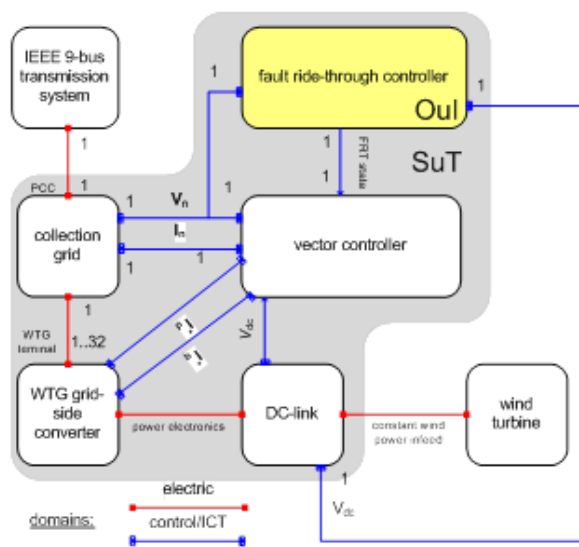 IEEE 9-bus
transmission
system
1
fault ride-through controller
OuI
1
1
SuT
1
FRT state
1
1
PCC
1
1
Vn
1
In
collection
grid
vector controller
1
1
1
WTG
terminal
1..32
Vdc
WTG grid-
side
converter
power electronics
DC-link
constant wind
power infeed
wind
turbine
1
Vdc
electric
domains:
control/ICT